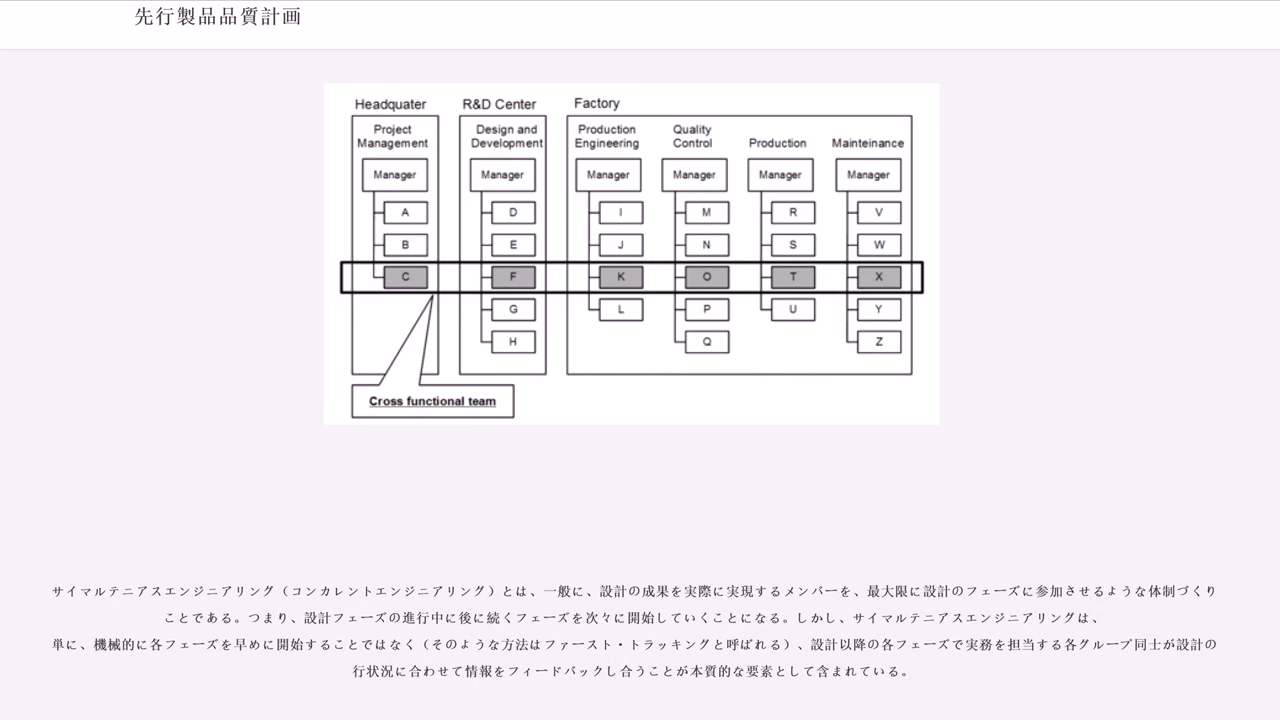 先行製品品質計画
Headquater
R&D Center
Factory
Project Management
Design and Development
Production Engineering
Quality Control
Production
Mainteinance
Manager
Manager
Manager
Manager
Manager
Manager
A
D
I
M
R
V
B
E
J
N
S
W
C
F
K
O
T
X
G
L
P
U
Y
H
Q
Z
Cross functional team
サイマルテニアスエンジニアリング（コンカレントエンジニアリング）とは、一般に、設計の成果を実際に実現するメンバーを、最大限に設計のフェーズに参加させるような体制づくり
ことである。つまり、設計フェーズの進行中に後に続くフェーズを次々に開始していくことになる。しかし、サイマルテニアスエンジニアリングは、
単に、機械的に各フェーズを早めに開始することではなく（そのような方法はファースト・トラッキングと呼ばれる）、設計以降の各フェーズで実務を担当する各グループ同士が設計の
行状況に合わせて情報をフィードバックし合うことが本質的な要素として含まれている。